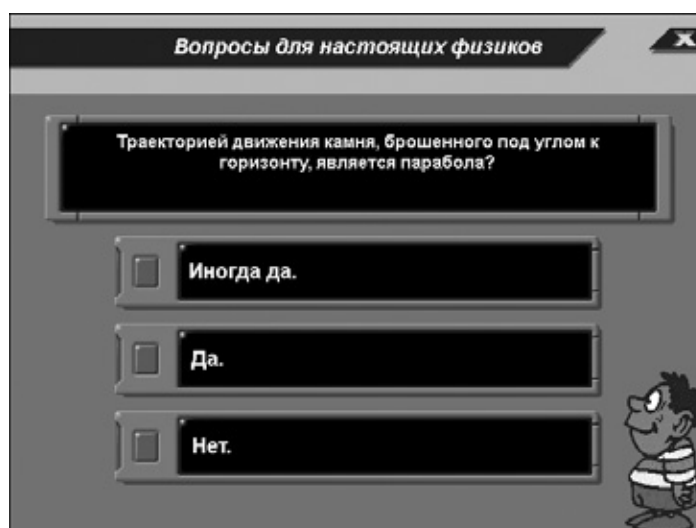 Вопросы для настоящих физиков
X
Траекторией движения камня, брошенного под углом к
горизонту, является парабола?
Иногда да.
Да.
Нет.